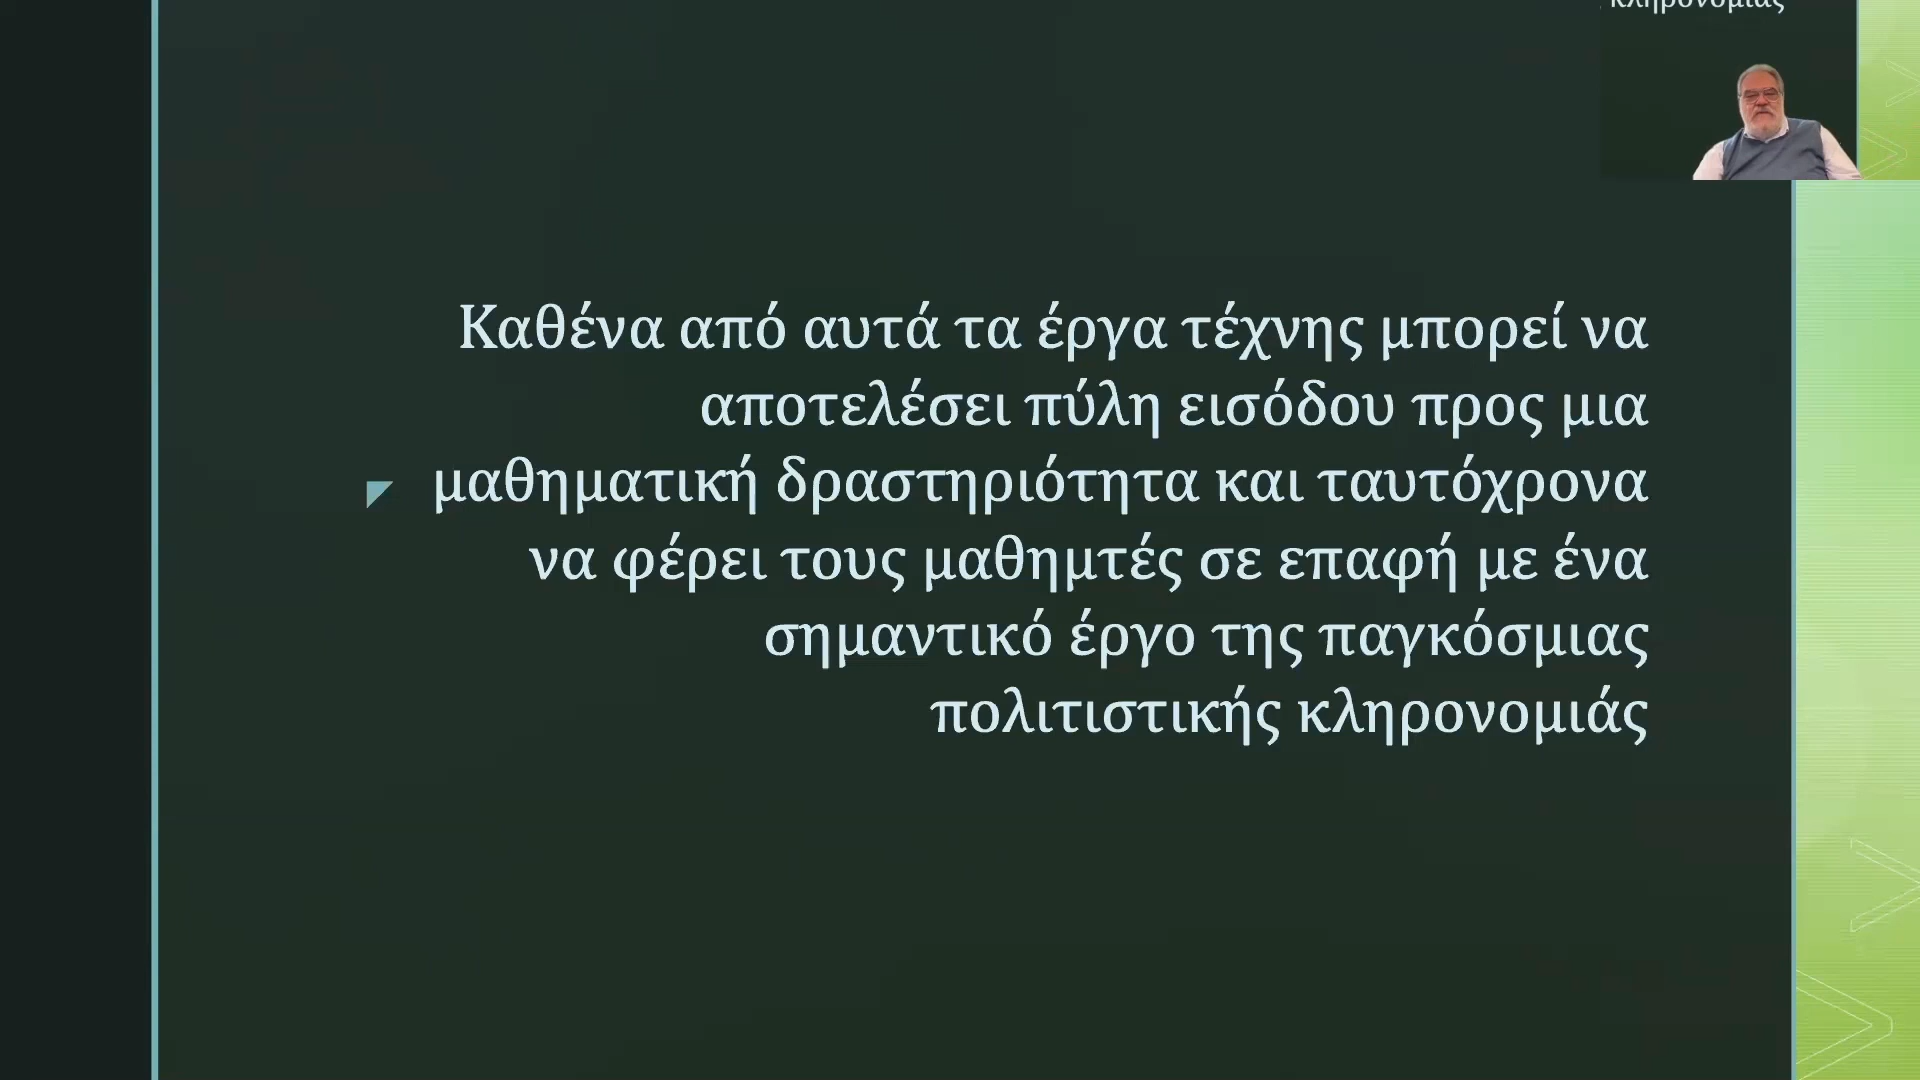 κληρονομιάς
Καθένα από αυτά τα έργα τέχνης μπορεί να
αποτελέσει πύλη εισόδου προς μια
μαθηματική δραστηριότητα και ταυτόχρονα
να φέρει τους μαθημτές σε επαφή με ένα
σημαντικό έργο της παγκόσμιας
πολιτιστικής κληρονομιάς